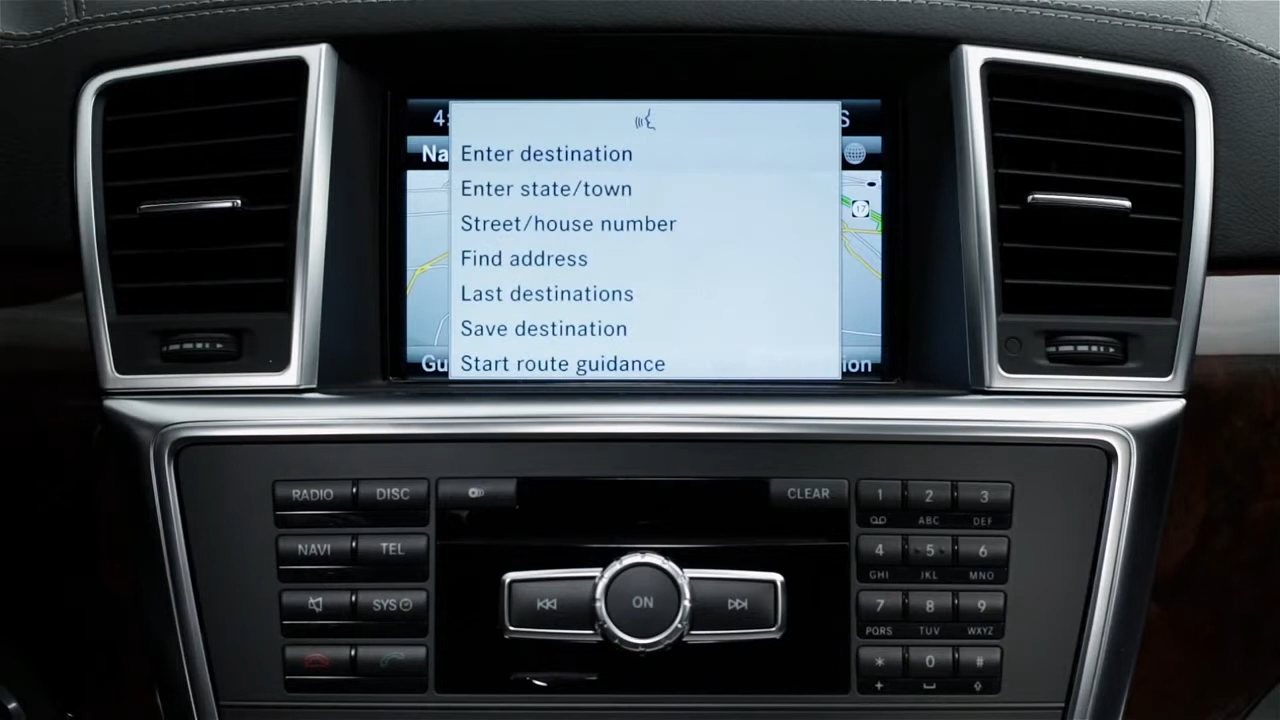 Enter destination
Enter state/town
17
Street/house number
Find address
Last destinations
Save destination
Start route guidance
RADIO DISC CLEAR 1 2 3
ABC DEF
NAVI TEL 4 5 6
GHI JKL MNO
SYS ON 7 8 9
PQRS TUV WXYZ
* 0 #
+